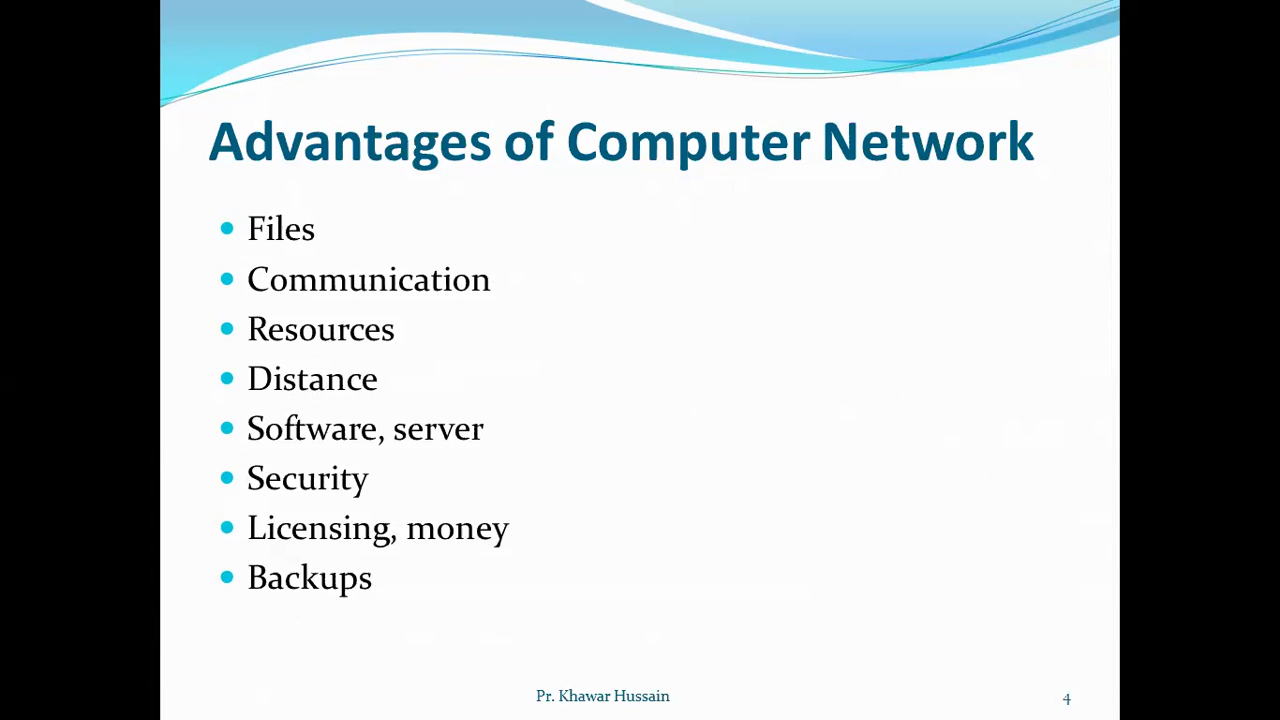 Advantages of Computer Network
• Files
• Communication
• Resources
• Distance
• Software, server
• Security
• Licensing, money
• Backups
Pr. Khawar Hussain
4